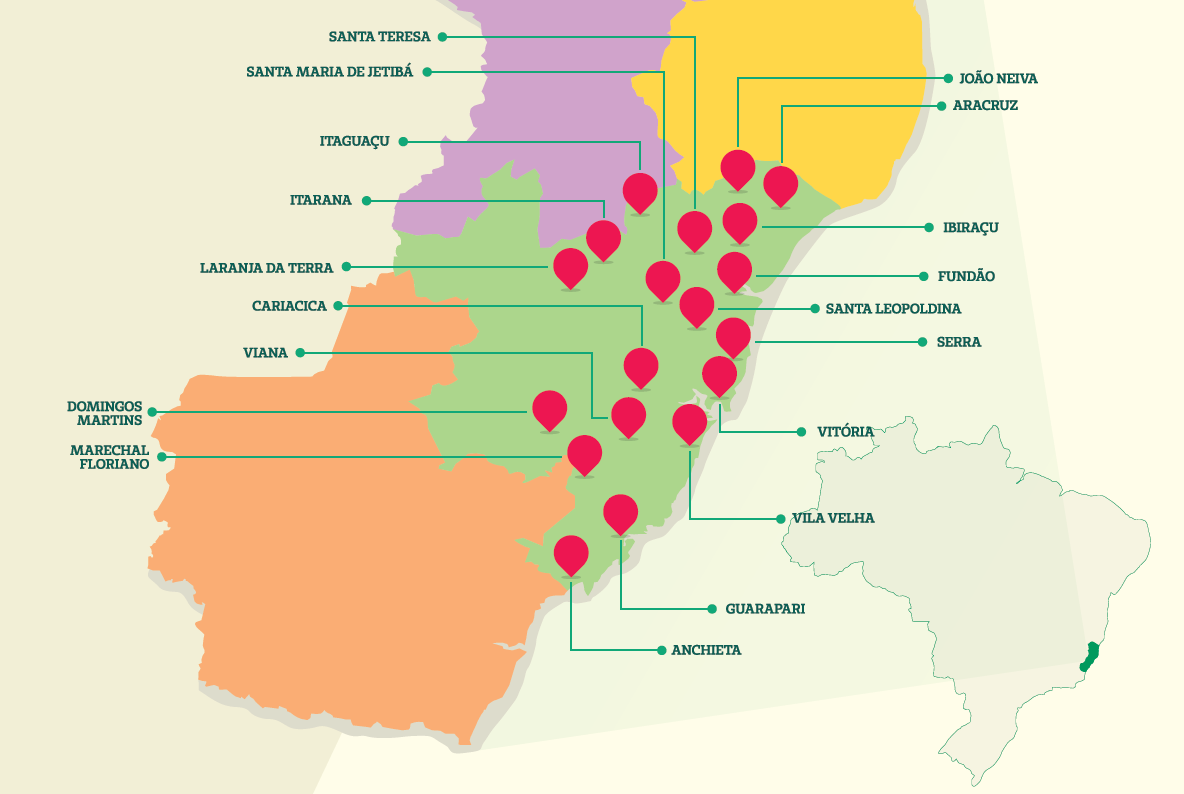 SANTA TERESA
SANTA MARIA DE JETIBÁ
JOÃO NEIVA
ARACRUZ
ITAGUAÇU
ITARANA
IBIRAÇU
LARANJA DA TERRA
FUNDÃO
CARIACICA
SANTA LEOPOLDINA
SERRA
VIANA
DOMINGOS
MARTINS
VITÓRIA
MARECHAL
FLORIANO
VILA VELHA
GUARAPARI
ANCHIETA